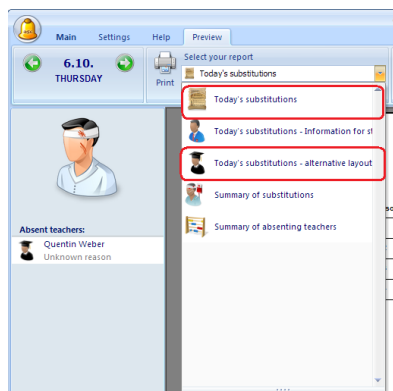 Main Settings Help Preview
6.10.
THURSDAY
Print
Select your report
Today's substitutions
Today's substitutions
Today's substitutions - Information for st
Today's substitutions - alternative layout
Summary of substitutions
Summary of absenting teachers
Absent teachers:
Quentin Weber
Unknown reason